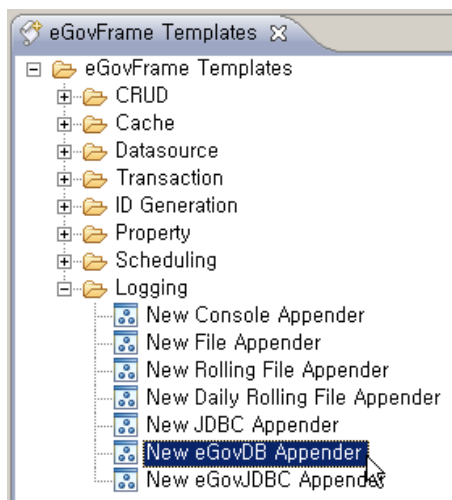 eGovFrame Templates
eGovFrame Templates
CRUD
Cache
Datasource
Transaction
ID Generation
Property
Scheduling
Logging
New Console Appender
New File Appender
New Rolling File Appender
New Daily Rolling File Appender
New JDBC Appender
New eGovDB Appender
New eGovJDBC Appender